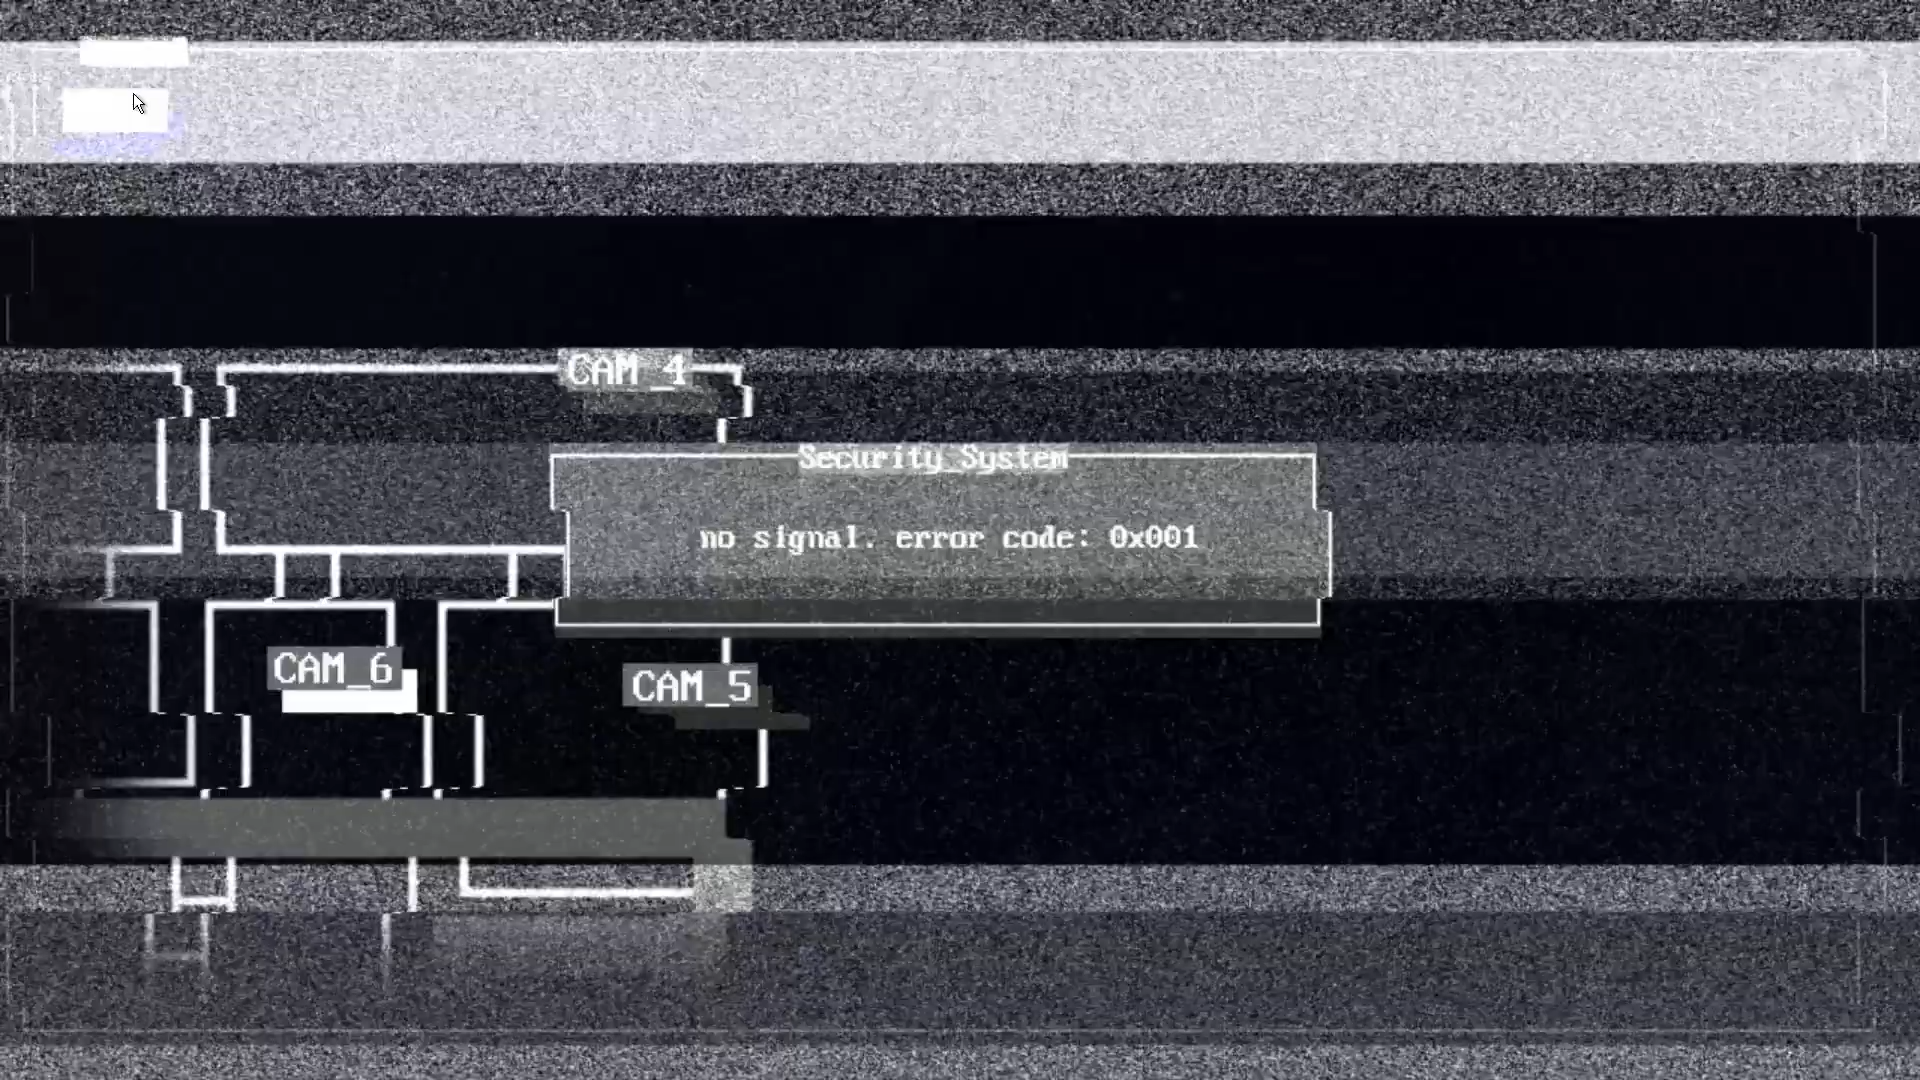 CAM_4
Security System
no signal. error code: 0x001
CAM_6
CAM_5